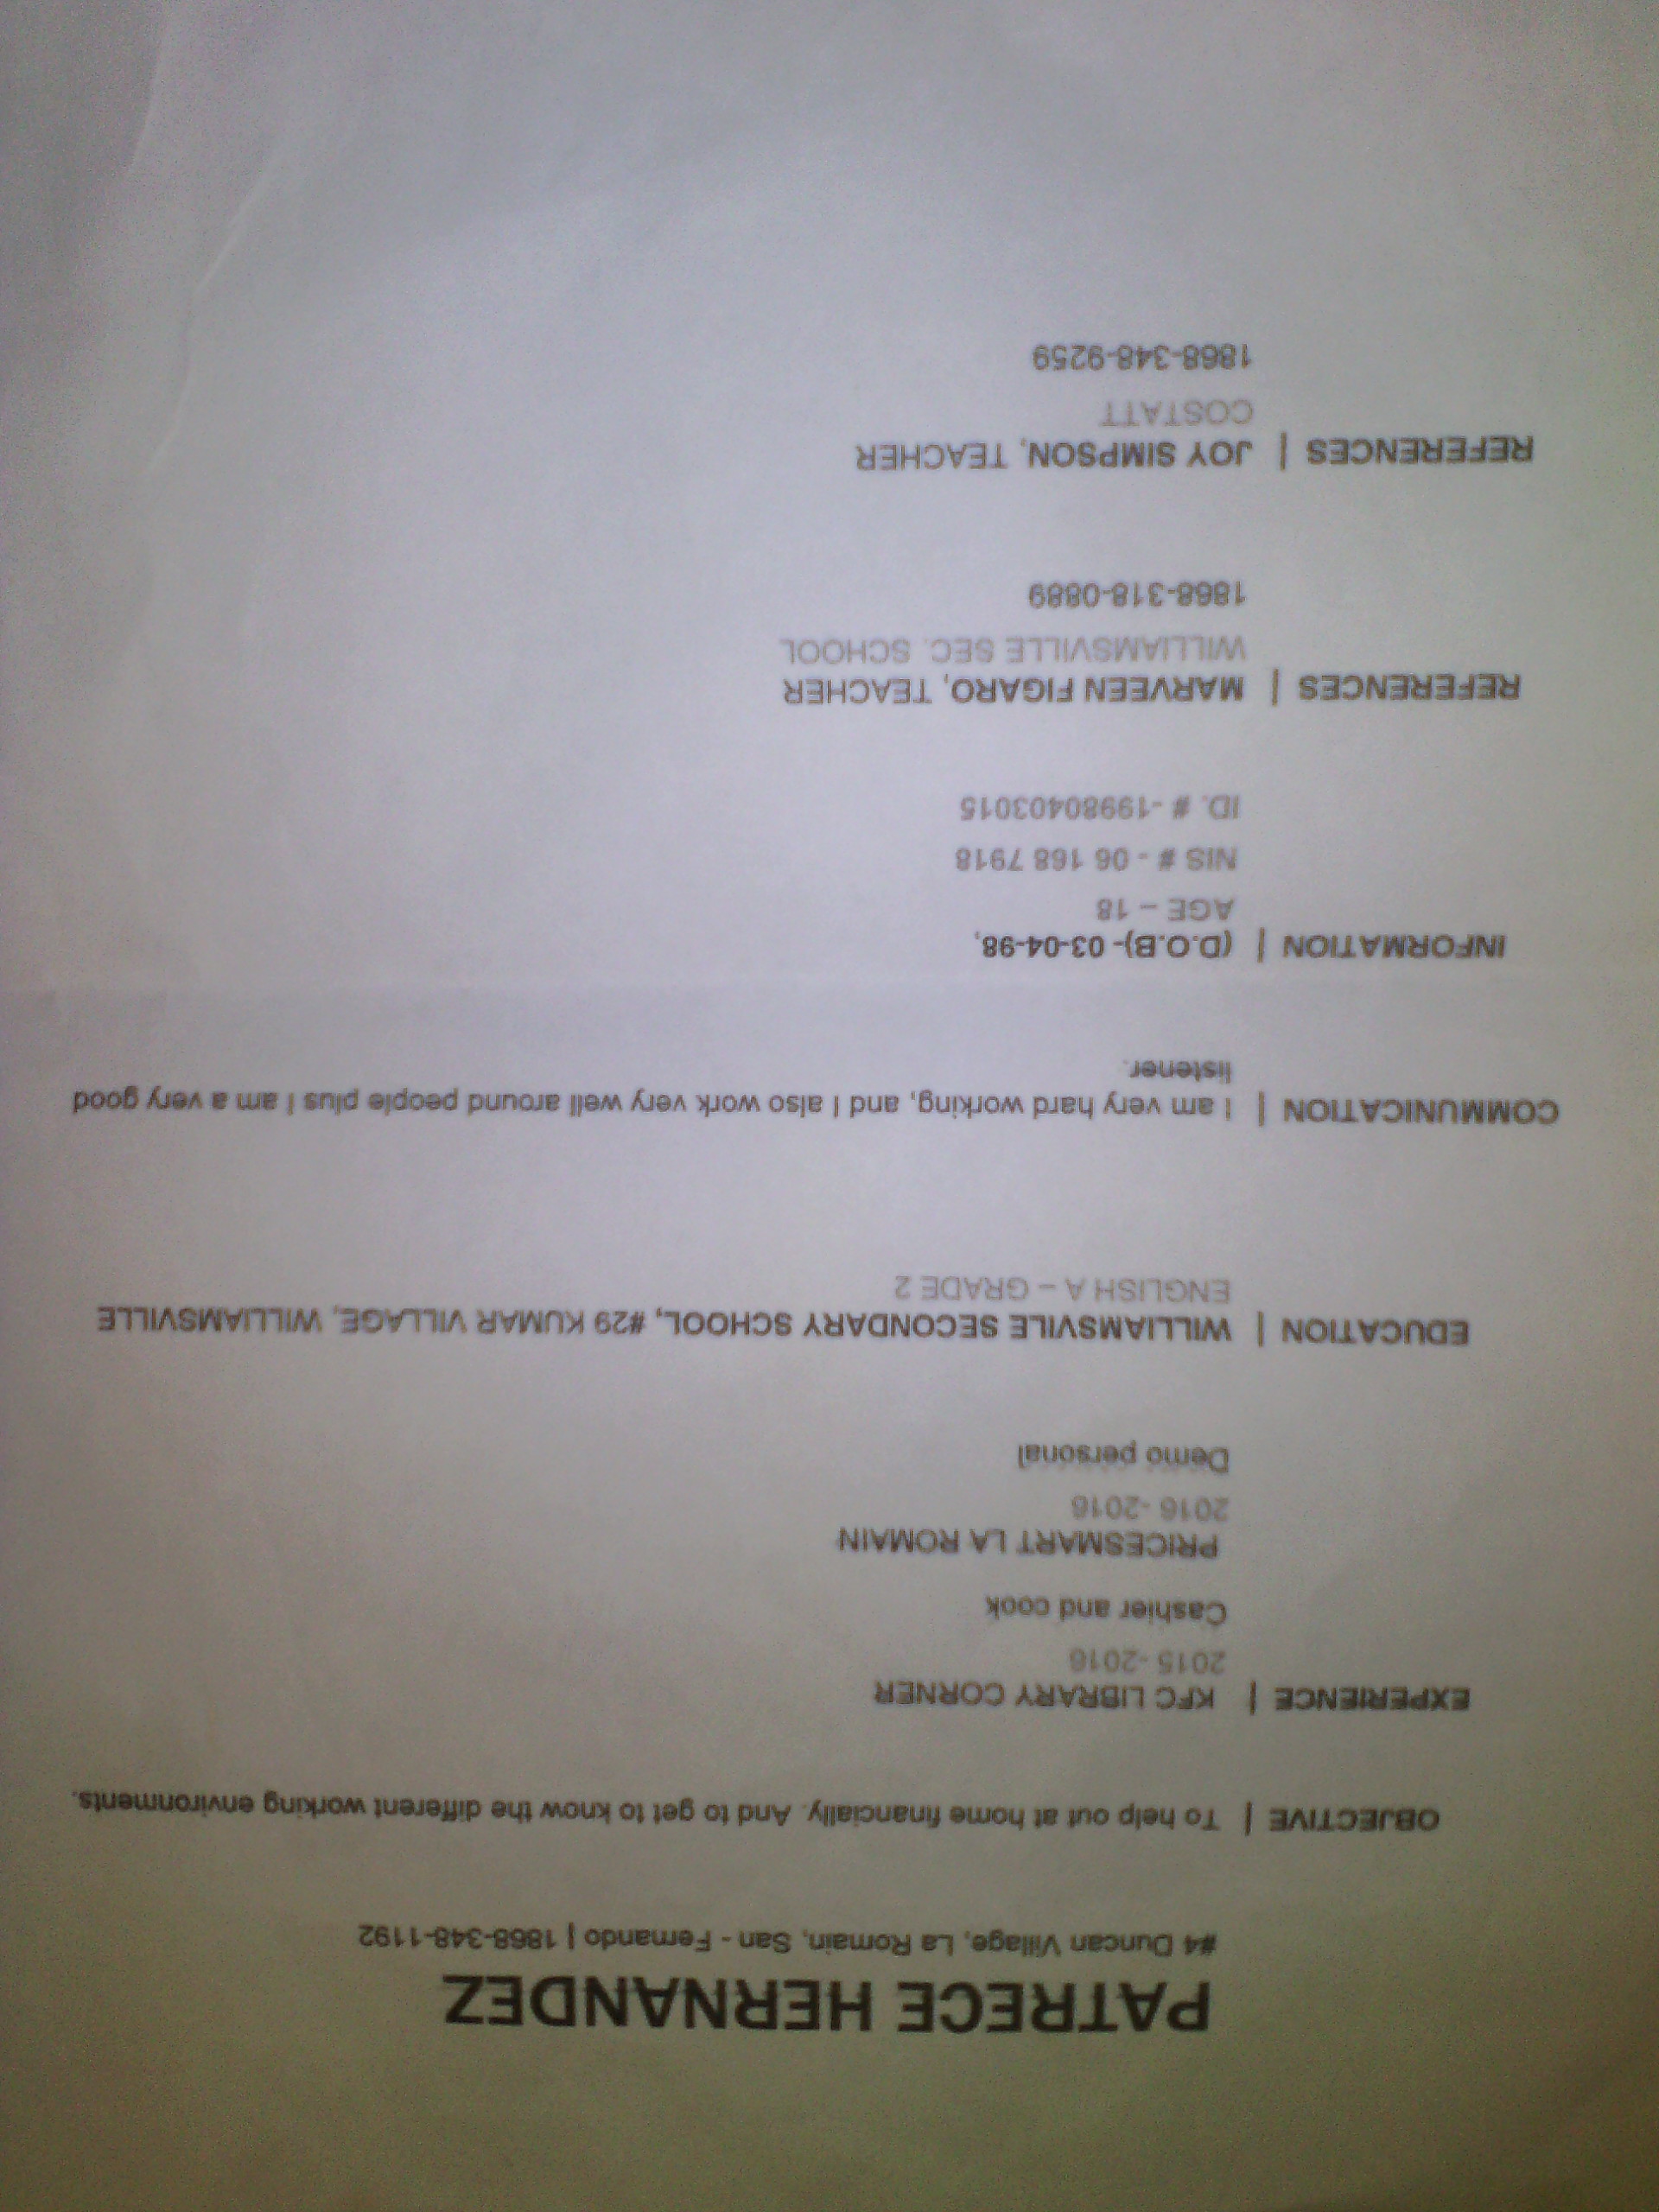 PATRECE HERNANDEZ
#4 Duncan Village, La Romain, San - Fernando | 1868-348-1192
OBJECTIVE | To help out at home financially. And to get to know the different working environments.
EXPERIENCE | KFC LIBRARY CORNER
2015 -2016
Cashier and cook
PRICESMART LA ROMAIN
2016 -2016
Demo personal
EDUCATION | WILLIAMSVILE SECONDARY SCHOOL, #29 KUMAR VILLAGE, WILLIAMSVILLE
ENGLISH A – GRADE 2
COMMUNICATION | I am very hard working, and I also work very well around people plus I am a very good
listener.
INFORMATION | (D.O.B)- 03-04-98,
AGE – 18
NIS # - 06 168 7918
ID. # -19980403015
REFERENCES | MARVEEN FIGARO, TEACHER
WILLIAMSVILLE SEC. SCHOOL
1868-318-0889
REFERENCES | JOY SIMPSON, TEACHER
COSTATT
1868-348-9259